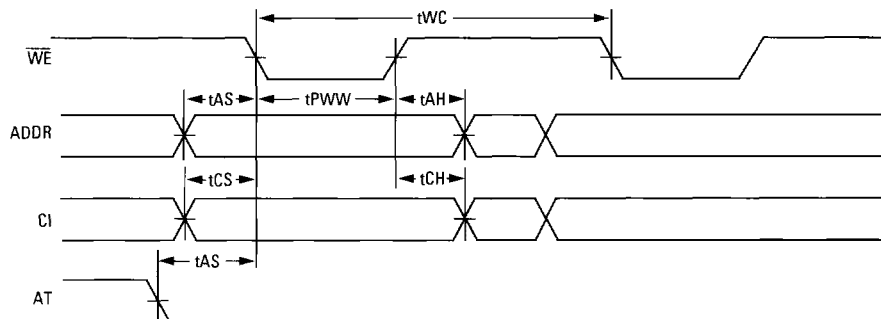 tWC
WE
tAS tPWW tAH
ADDR
tCS tCH
CI
tAS
AT